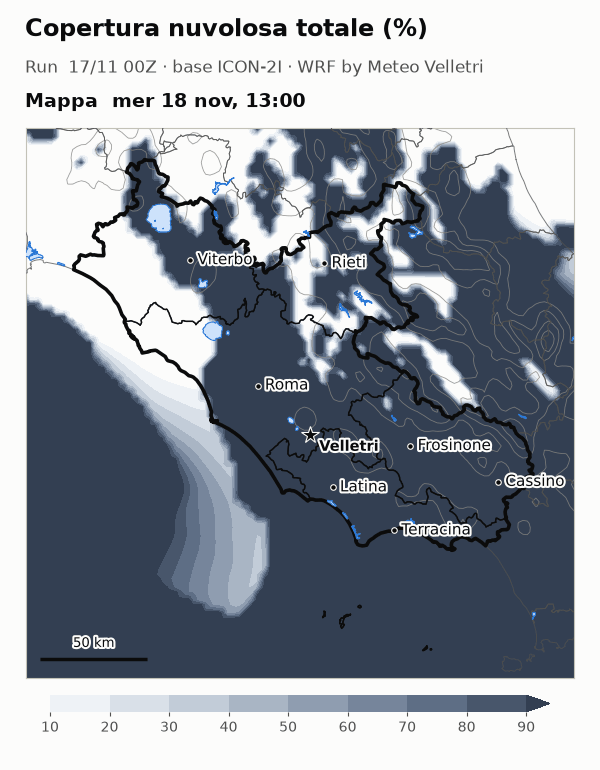 Copertura nuvolosa totale (%)
Run  17/11 00Z · base ICON-2I · WRF by Meteo Velletri
Mappa  mer 18 nov, 13:00
Viterbo
Rieti
Roma
Velletri
Frosinone
Cassino
Latina
Terracina
50 km
10 20 30 40 50 60 70 80 90